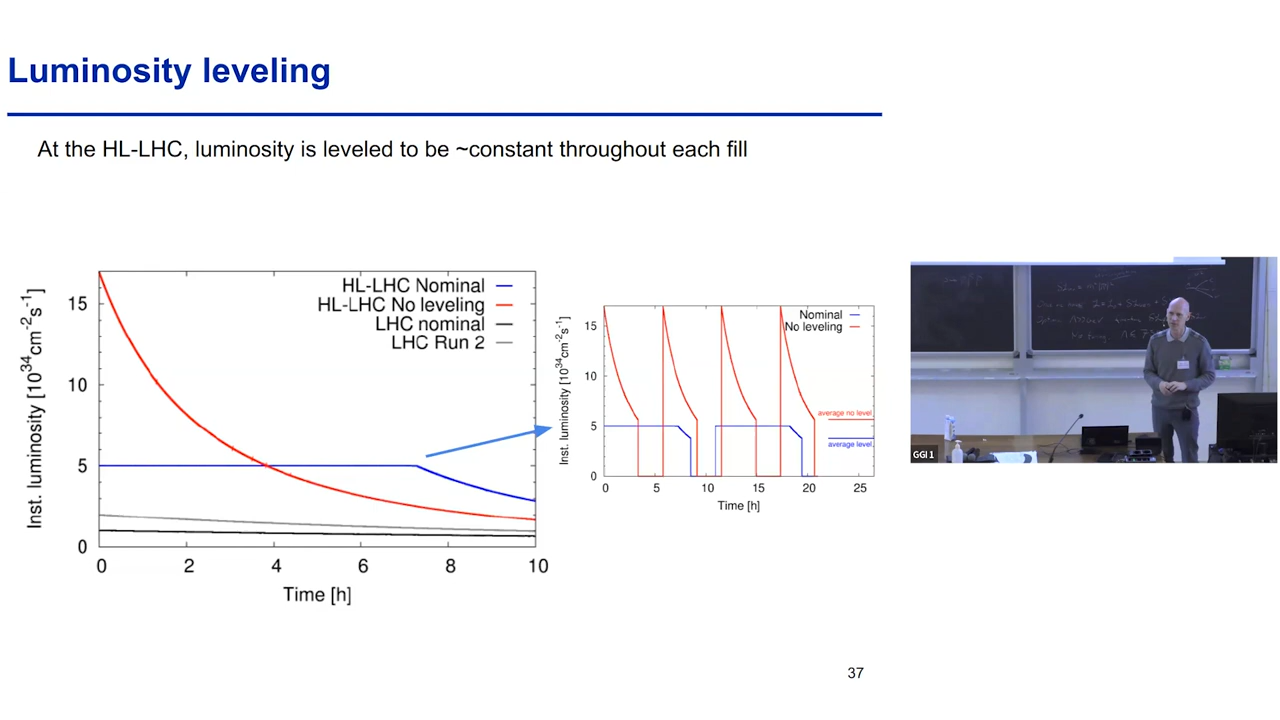 Luminosity leveling
At the HL-LHC, luminosity is leveled to be ~constant throughout each fill
HL-LHC Nominal
HL-LHC No leveling
LHC nominal
LHC Run 2
Inst. luminosity [10³⁴cm⁻²s⁻¹]
15
10
5
0
0 2 4 6 8 10
Time [h]
Nominal
No leveling
Inst. luminosity [10³⁴cm⁻²s⁻¹]
15
10
5
0
average no level.
average level.
0 5 10 15 20 25
Time [h]
GGI 1
37